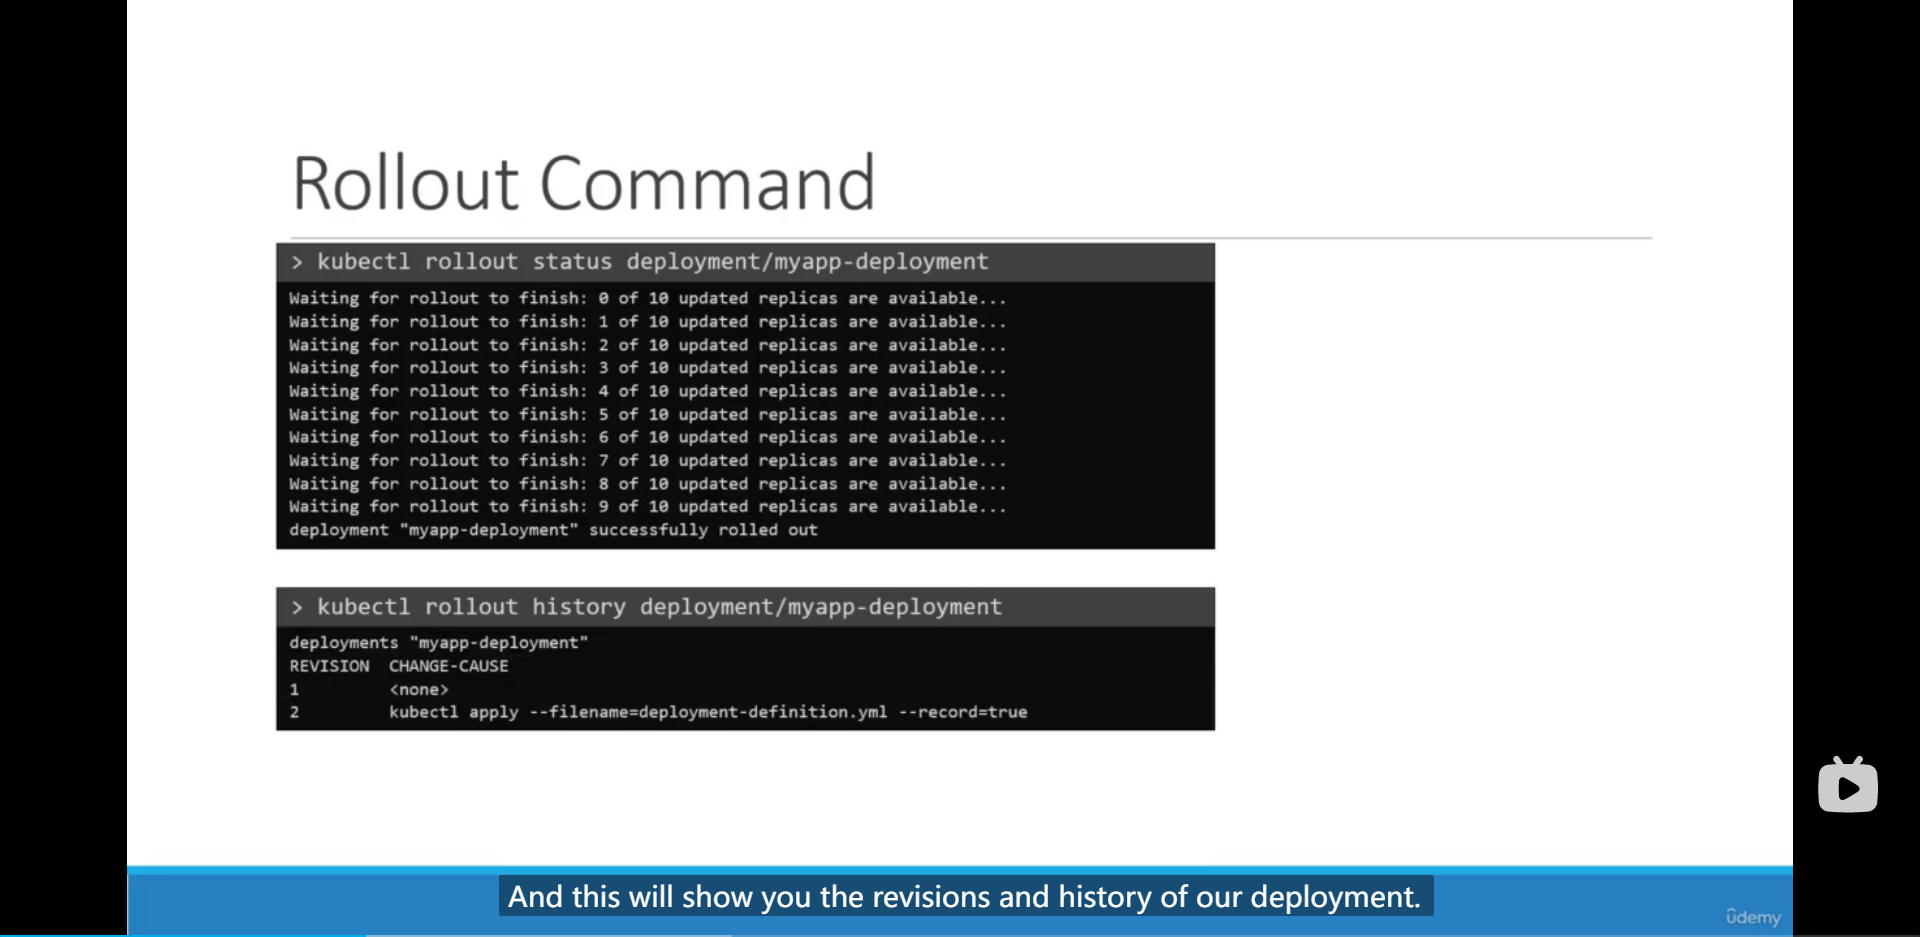 Rollout Command
> kubectl rollout status deployment/myapp-deployment
Waiting for rollout to finish: 0 of 10 updated replicas are available...
Waiting for rollout to finish: 1 of 10 updated replicas are available...
Waiting for rollout to finish: 2 of 10 updated replicas are available...
Waiting for rollout to finish: 3 of 10 updated replicas are available...
Waiting for rollout to finish: 4 of 10 updated replicas are available...
Waiting for rollout to finish: 5 of 10 updated replicas are available...
Waiting for rollout to finish: 6 of 10 updated replicas are available...
Waiting for rollout to finish: 7 of 10 updated replicas are available...
Waiting for rollout to finish: 8 of 10 updated replicas are available...
Waiting for rollout to finish: 9 of 10 updated replicas are available...
deployment "myapp-deployment" successfully rolled out
> kubectl rollout history deployment/myapp-deployment
deployments "myapp-deployment"
REVISION CHANGE-CAUSE
1 <none>
2 kubectl apply --filename=deployment-definition.yml --record=true
And this will show you the revisions and history of our deployment.
ûdemy